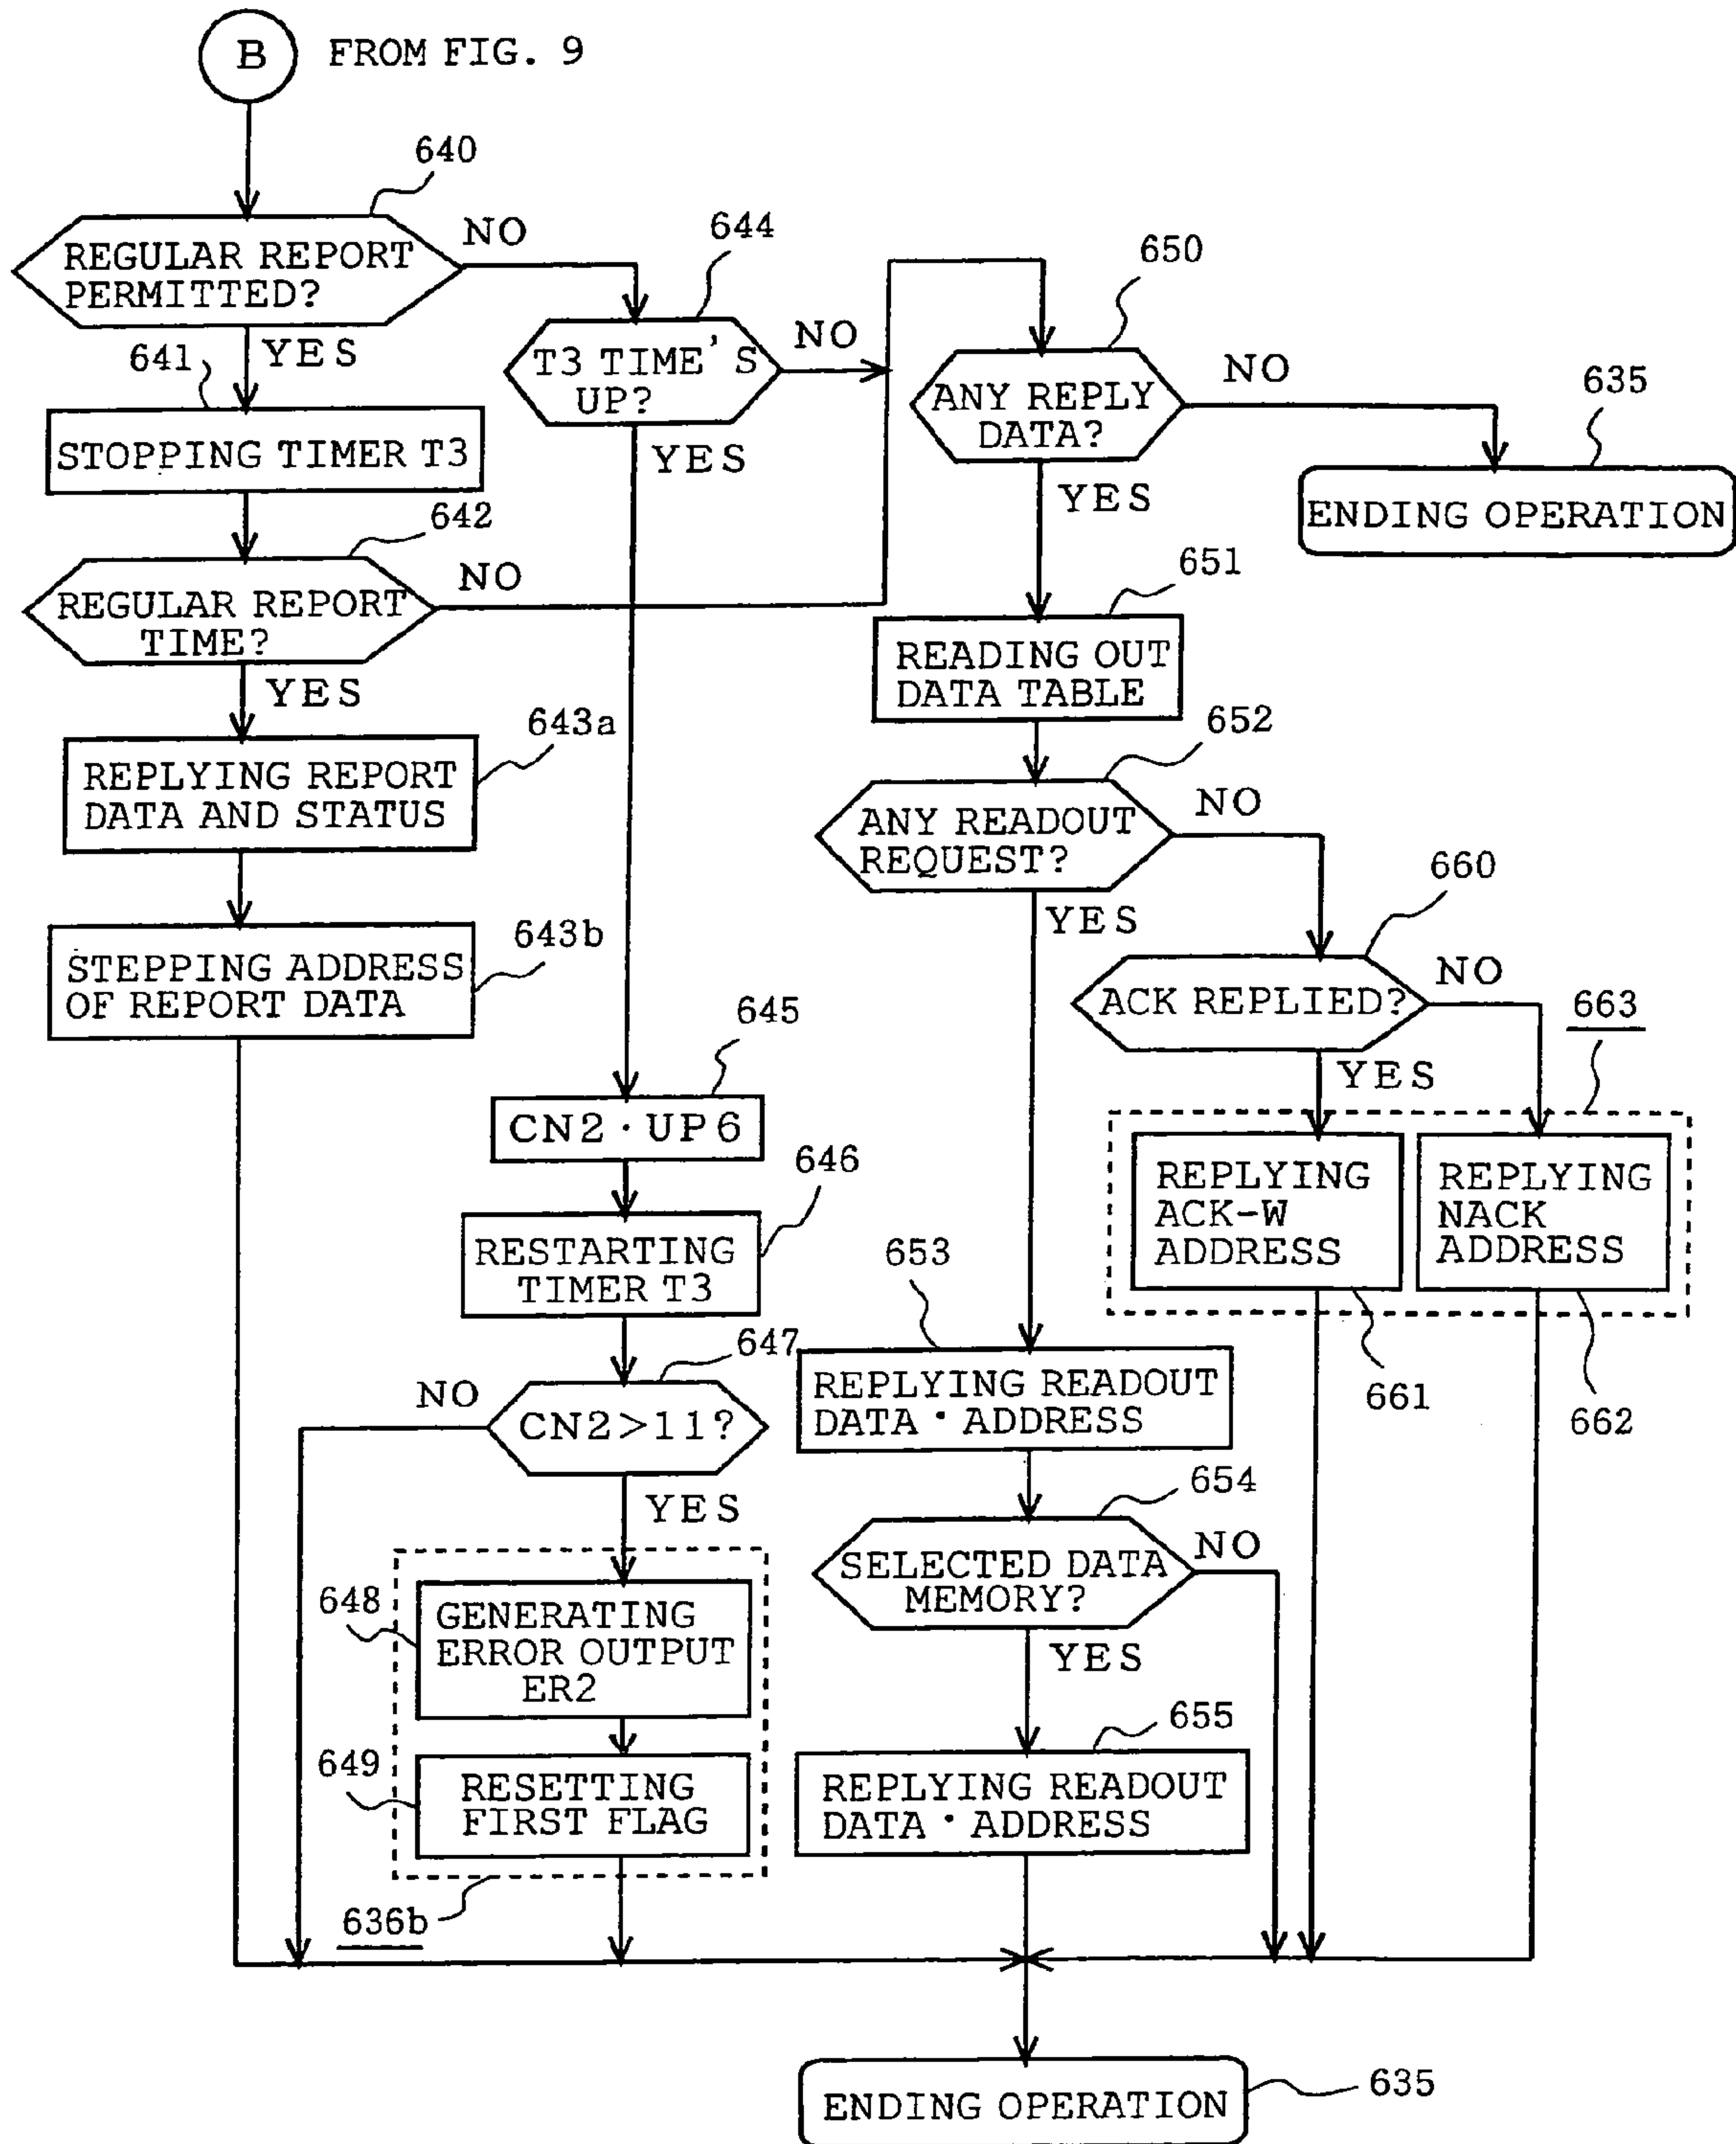 B FROM FIG. 9
640
REGULAR REPORT
PERMITTED?
NO
YES
641
STOPPING TIMER T3
642
REGULAR REPORT
TIME?
NO
YES
643a
REPLYING REPORT
DATA AND STATUS
643b
STEPPING ADDRESS
OF REPORT DATA
644
T3 TIME'S
UP?
NO
YES
645
CN2・UP6
646
RESTARTING
TIMER T3
647
CN2>11?
NO
YES
648
GENERATING
ERROR OUTPUT
ER2
649
RESETTING
FIRST FLAG
636b
650
ANY REPLY
DATA?
NO
635
ENDING OPERATION
YES
651
READING OUT
DATA TABLE
652
ANY READOUT
REQUEST?
NO
YES
660
ACK REPLIED?
NO
663
YES
REPLYING
ACK-W
ADDRESS
661
REPLYING
NACK
ADDRESS
662
653
REPLYING READOUT
DATA・ADDRESS
654
SELECTED DATA
MEMORY?
NO
YES
655
REPLYING READOUT
DATA・ADDRESS
ENDING OPERATION
635